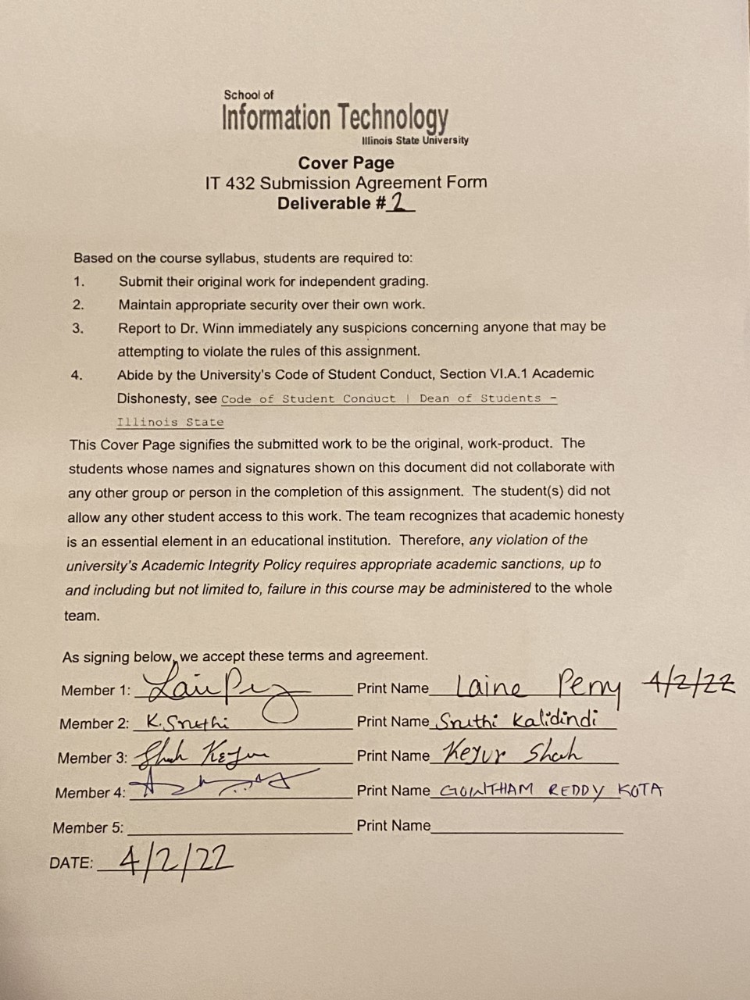 School of
Information Technology
Illinois State University
Cover Page
IT 432 Submission Agreement Form
Deliverable # 2
Based on the course syllabus, students are required to:
1. Submit their original work for independent grading.
2. Maintain appropriate security over their own work.
3. Report to Dr. Winn immediately any suspicions concerning anyone that may be
attempting to violate the rules of this assignment.
4. Abide by the University's Code of Student Conduct, Section VI.A.1 Academic
Dishonesty, see Code of Student Conduct | Dean of Students -
Illinois State
This Cover Page signifies the submitted work to be the original, work-product. The
students whose names and signatures shown on this document did not collaborate with
any other group or person in the completion of this assignment. The student(s) did not
allow any other student access to this work. The team recognizes that academic honesty
is an essential element in an educational institution. Therefore, any violation of the
university's Academic Integrity Policy requires appropriate academic sanctions, up to
and including but not limited to, failure in this course may be administered to the whole
team.
As signing below, we accept these terms and agreement.
Member 1: Print Name Laine Perry 4/2/22
Member 2: K. Sruthi Print Name Sruthi Kalidindi
Member 3: Shah Keyur Print Name Keyur Shah
Member 4: Print Name GOWTHAM REDDY KOTA
Member 5: Print Name
DATE: 4/2/22